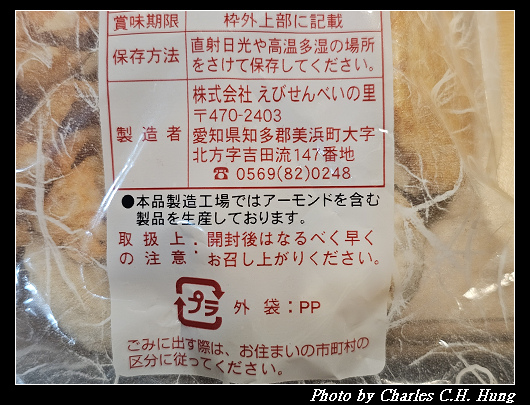 賞味期限 枠外上部に記載
保存方法 直射日光や高温多湿の場所
をさけて保存してください。
製造者 株式会社 えびせんべいの里
〒470-2403
愛知県知多郡美浜町大字
北方字吉田流147番地
☎ 0569(82)0248
●本品製造工場ではアーモンドを含む
製品を生産しております。
取扱上:開封後はなるべく早く
の注意:お召し上がりください。
プラ 外袋:PP
ごみに出す際は、お住まいの市町村の
区分に従ってください。
Photo by Charles C.H. Hung